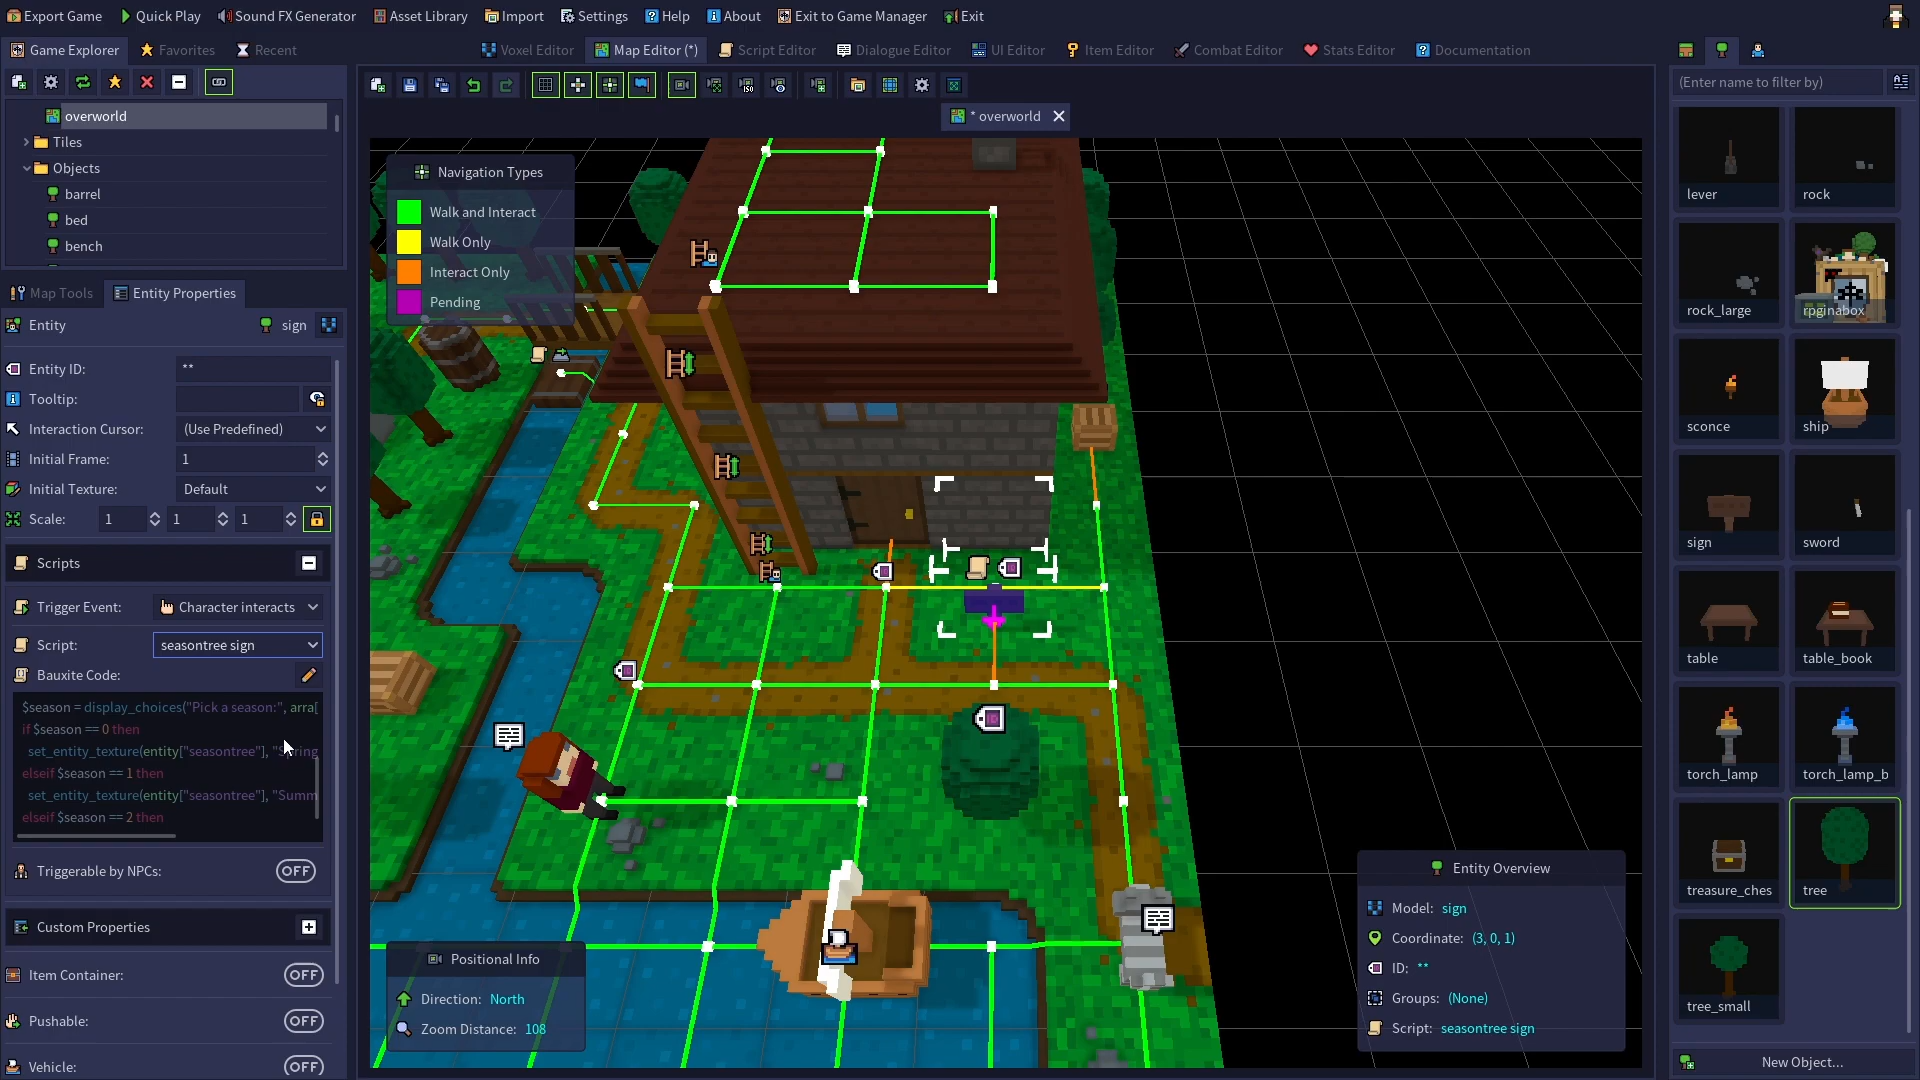 Export Game
Quick Play
Sound FX Generator
Asset Library
Import
Settings
Help
About
Exit to Game Manager
Exit
Game Explorer
Favorites
Recent
Voxel Editor
Map Editor (*)
Script Editor
Dialogue Editor
UI Editor
Item Editor
Combat Editor
Stats Editor
Documentation
(Enter name to filter by)
* overworld
overworld
Tiles
Objects
barrel
bed
bench
Map Tools
Entity Properties
Entity
sign
Entity ID:
**
Tooltip:
Interaction Cursor:
(Use Predefined)
Initial Frame:
1
Initial Texture:
Default
Scale:
1
1
1
Scripts
Trigger Event:
Character interacts
Script:
seasontree sign
Bauxite Code:
$season = display_choices("Pick a season:", arra[
if $season == 0 then
set_entity_texture(entity["seasontree"], "Spring
elseif $season == 1 then
set_entity_texture(entity["seasontree"], "Summ
elseif $season == 2 then
Triggerable by NPCs:
OFF
Custom Properties
Item Container:
OFF
Pushable:
OFF
Vehicle:
OFF
Navigation Types
Walk and Interact
Walk Only
Interact Only
Pending
ISO
Positional Info
Direction: North
Zoom Distance: 108
Entity Overview
Model: sign
Coordinate: (3, 0, 1)
ID: **
Groups: (None)
Script: seasontree sign
lever
rock
rock_large
rpginabox
sconce
ship
sign
sword
table
table_book
torch_lamp
torch_lamp_b
treasure_ches
tree
tree_small
New Object...